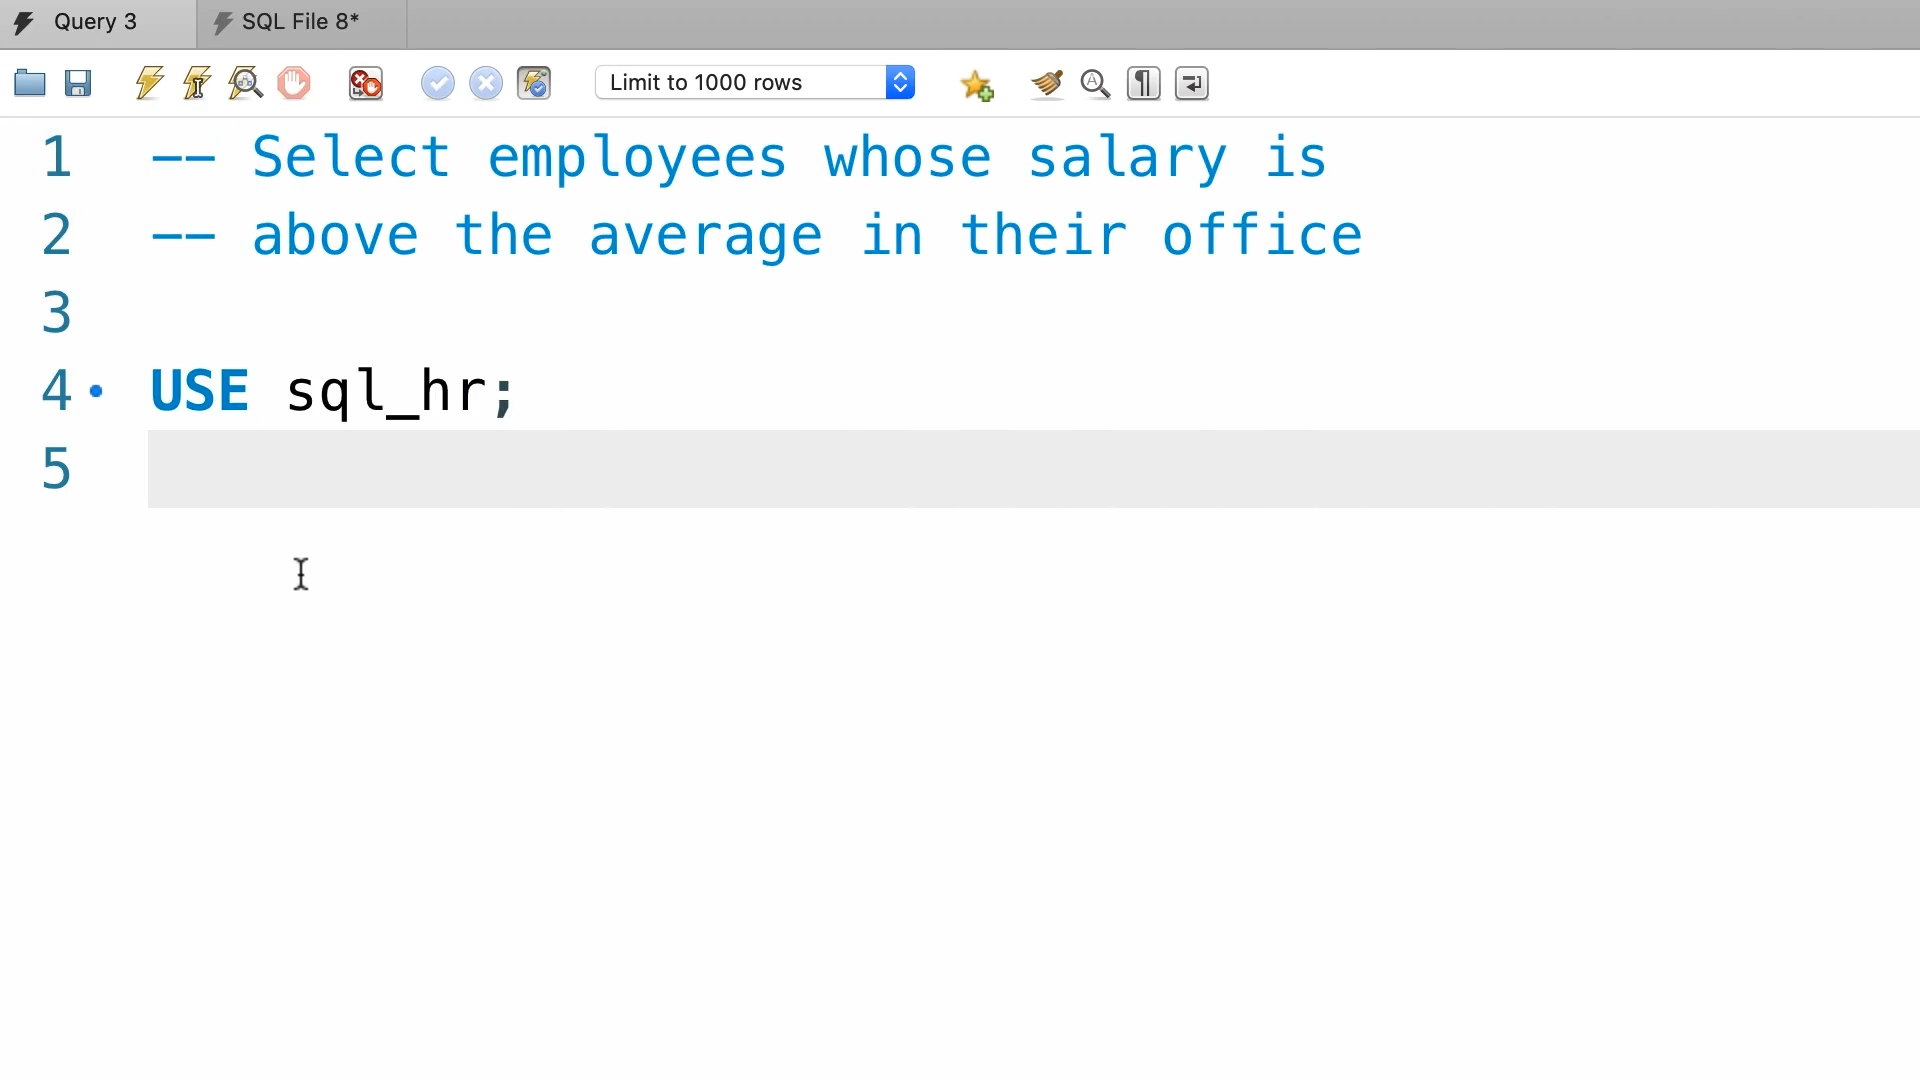 Query 3
SQL File 8*
Limit to 1000 rows
1 -- Select employees whose salary is
2 -- above the average in their office
3
4 USE sql_hr;
5